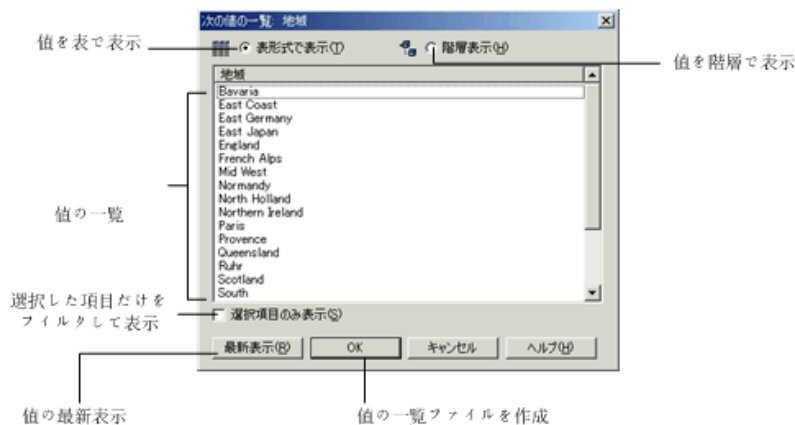 次の値の一覧: 地域
値を表で表示
表形式で表示(T)
階層表示(H)
値を階層で表示
地域
Bavaria
East Coast
East Germany
East Japan
England
French Alps
Mid West
Normandy
North Holland
Northern Ireland
Paris
Provence
Queensland
Ruhr
Scotland
South
値の一覧
選択した項目だけを
フィルタして表示
選択項目のみ表示(S)
最新表示(R)
OK
キャンセル
ヘルプ(H)
値の最新表示
値の一覧ファイルを作成